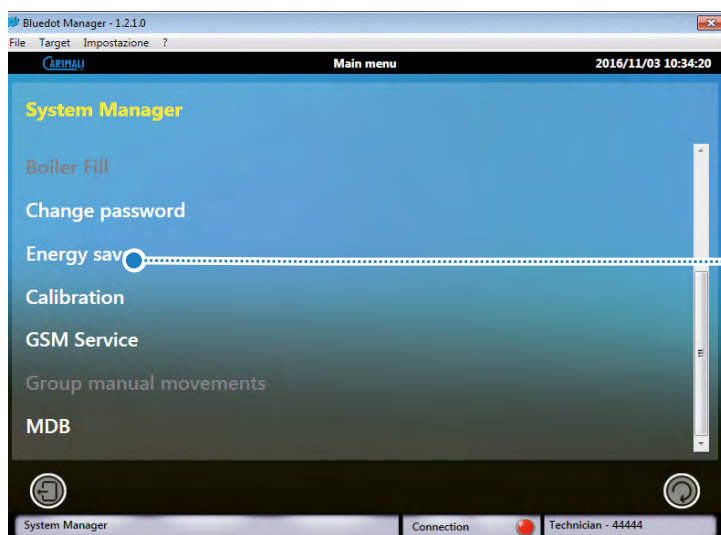 Bluedot Manager - 1.2.1.0
File Target Impostazione ?
CARIMALI Main menu 2016/11/03 10:34:20
System Manager
Boiler Fill
Change password
Energy sav
Calibration
GSM Service
Group manual movements
MDB
System Manager Connection Technician - 44444